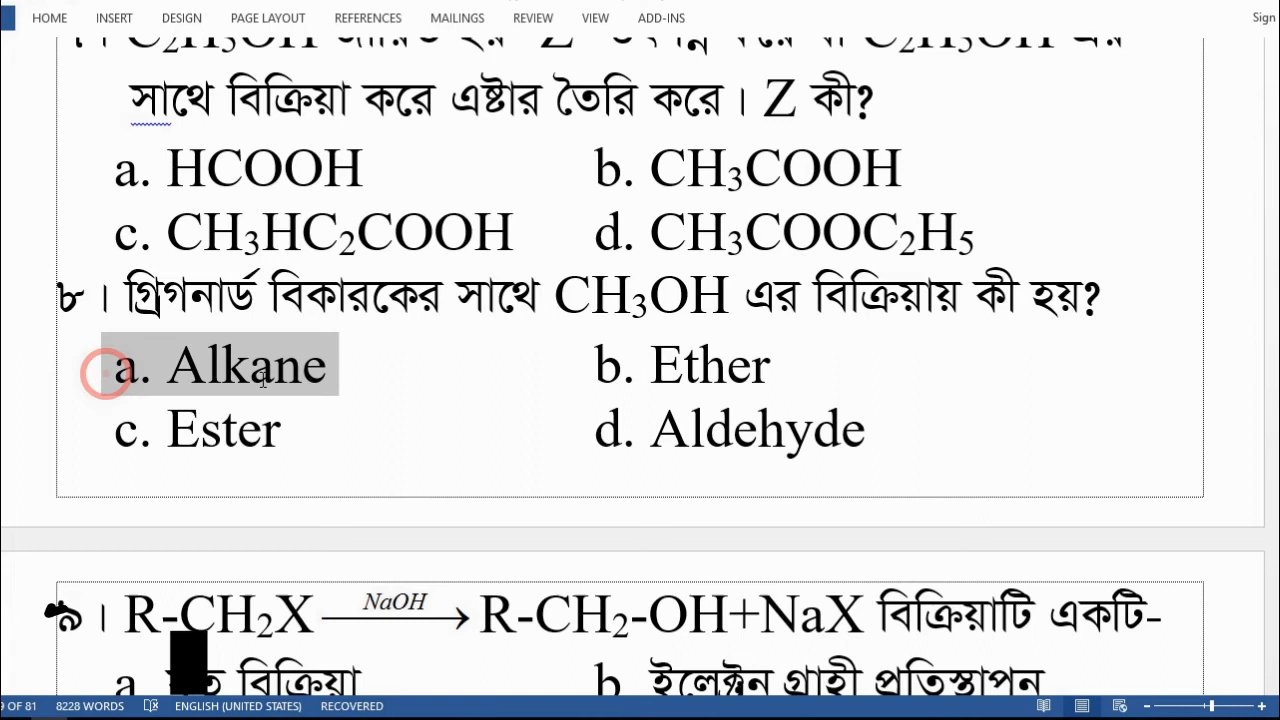 HOME INSERT DESIGN PAGE LAYOUT REFERENCES MAILINGS REVIEW VIEW ADD-INS Sign
সাথে বিক্রিয়া করে এষ্টার তৈরি করে। Z কী?
a. HCOOH b. CH₃COOH
c. CH₃HC₂COOH d. CH₃COOC₂H₅
৮। গ্রিগনার্ড বিকারকের সাথে CH₃OH এর বিক্রিয়ায় কী হয়?
a. Alkane b. Ether
c. Ester d. Aldehyde
৯। R-CH₂X NaOH→ R-CH₂-OH+NaX বিক্রিয়াটি একটি-
a. বিক্রিয়া b. গ্রাহী প্রতিস্থাপন
9 OF 81 8228 WORDS ENGLISH (UNITED STATES) RECOVERED